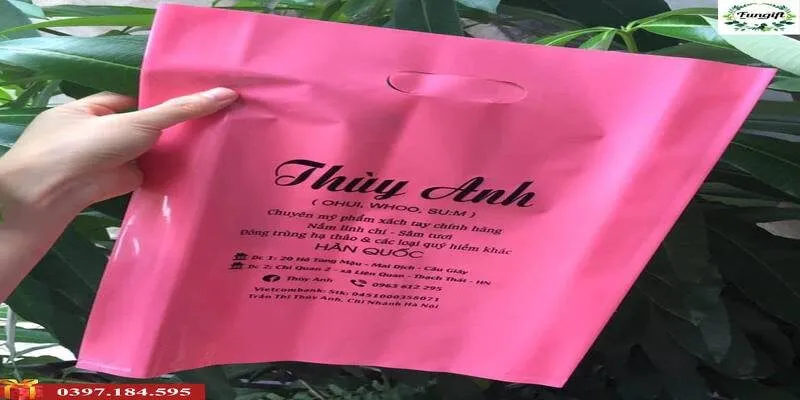 Fungift
Thùy Anh
( OHUI, WHOO, SU:M )
Chuyên mỹ phẩm xách tay chính hãng
Nấm linh chi - Sâm tươi
Đông trùng hạ thảo & các loại quý hiếm khác
HÀN QUỐC
Đc 1: 20 Hồ Tùng Mậu - Mai Dịch - Cầu Giấy
Đc 2: Chi Quan 2 - xã Liên Quan - Thạch Thất - HN
Thùy Anh 0963 612 295
Vietcombank: Stk: 0451000358071
Trần Thị Thùy Anh, Chi Nhánh Hà Nội
0397.184.595